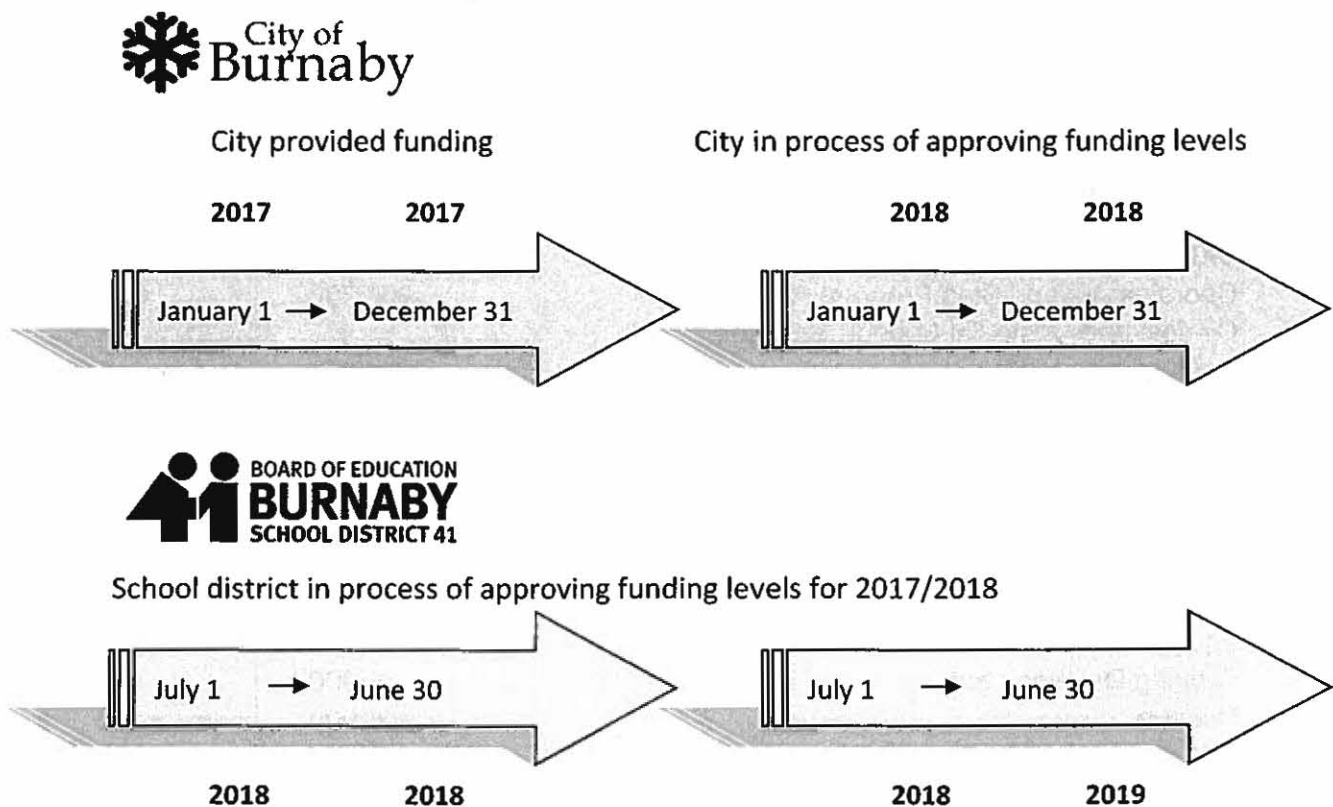 City of
Burnaby
City provided funding
City in process of approving funding levels
2017 2017
2018 2018
January 1 → December 31
January 1 → December 31
BOARD OF EDUCATION
BURNABY
SCHOOL DISTRICT 41
School district in process of approving funding levels for 2017/2018
July 1 → June 30
July 1 → June 30
2018 2018
2018 2019